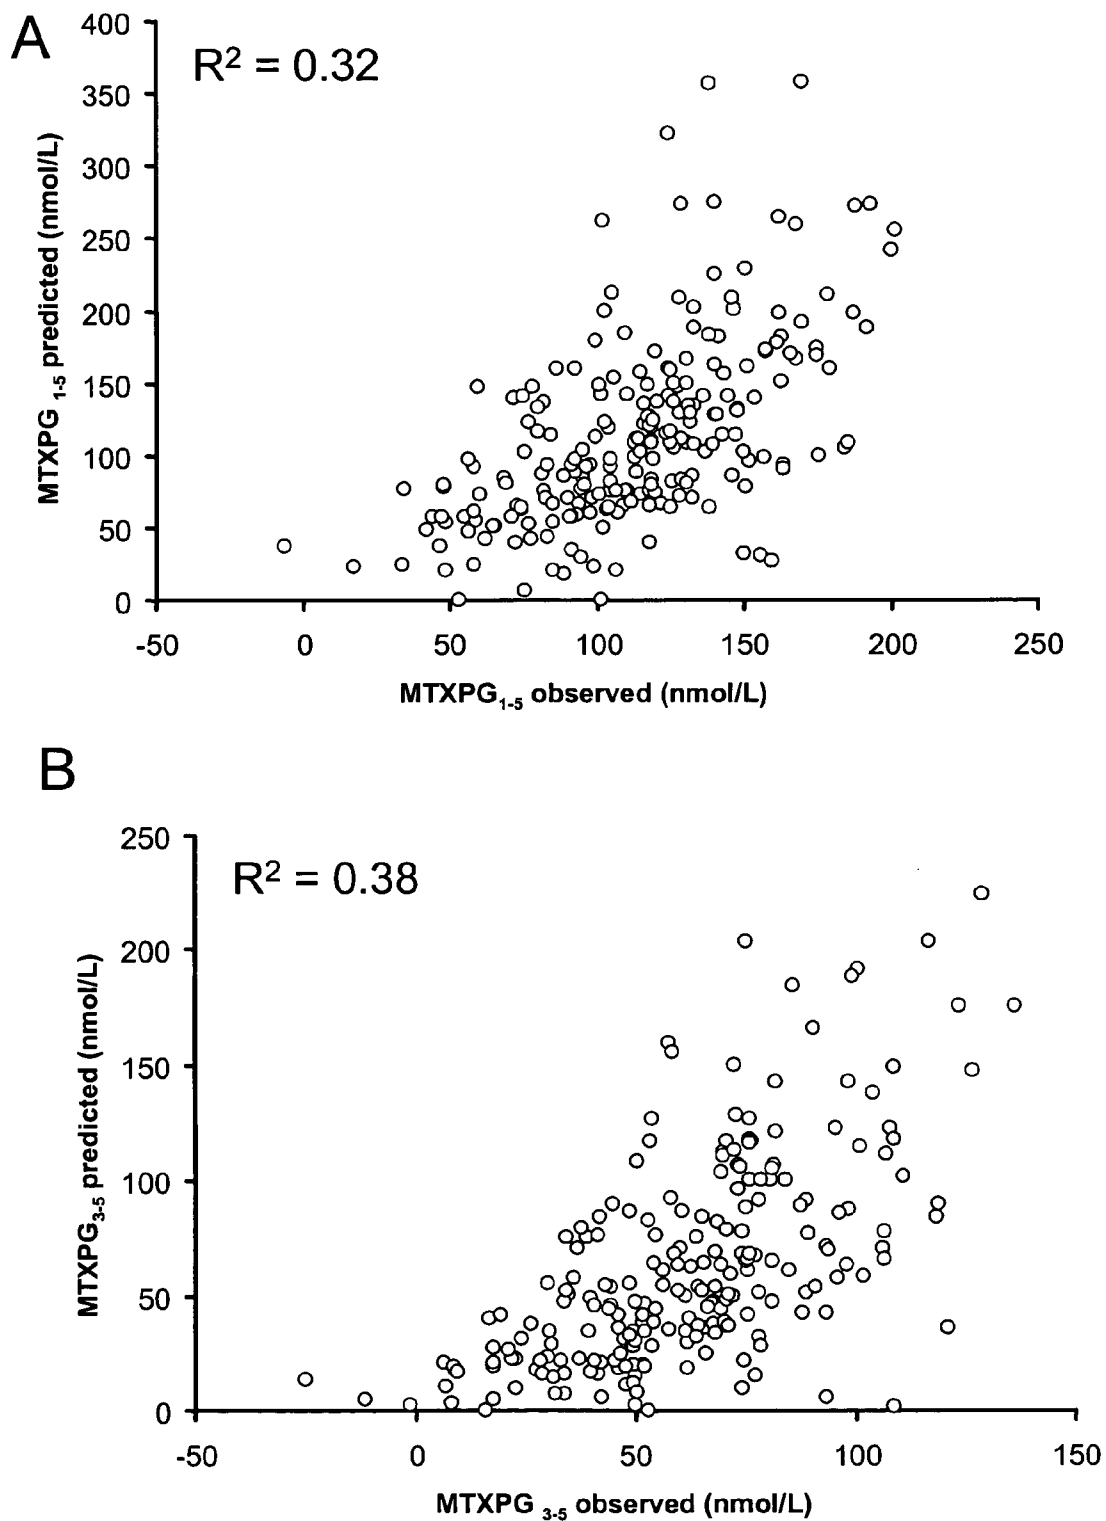 A
R² = 0.32
400
350
300
250
200
150
100
50
0
MTXPG 1-5 predicted (nmol/L)
-50 0 50 100 150 200 250
MTXPG1-5 observed (nmol/L)
B
R² = 0.38
250
200
150
100
50
0
MTXPG3-5 predicted (nmol/L)
-50 0 50 100 150
MTXPG 3-5 observed (nmol/L)